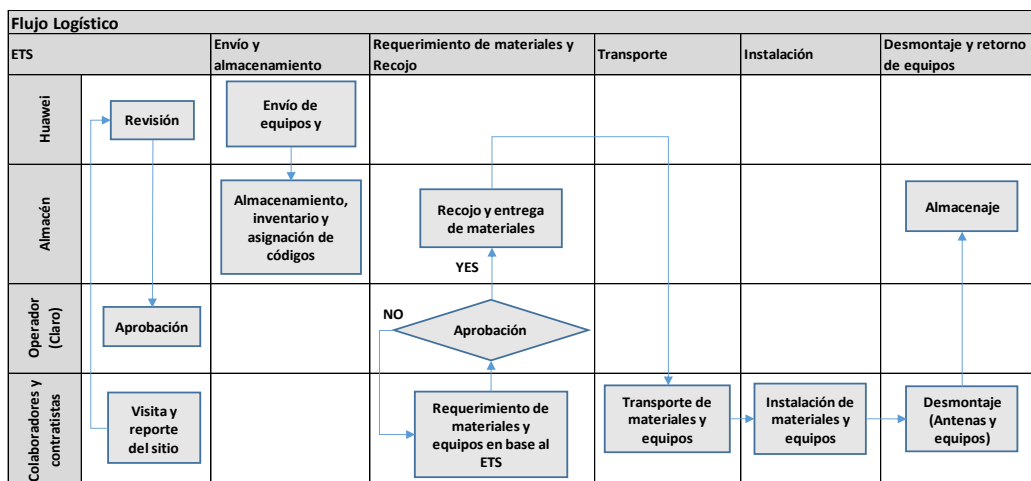 Flujo Logístico
ETS
Envío y
almacenamiento
Requerimiento de materiales y
Recojo
Transporte
Instalación
Desmontaje y retorno
de equipos
Huawei
Revisión
Envío de
equipos y
Almacén
Almacenamiento,
inventario y
asignación de
códigos
Recojo y entrega
de materiales
Almacenaje
YES
Operador
(Claro)
Aprobación
NO
Aprobación
Colaboradores y
contratistas
Visita y
reporte
del sitio
Requerimiento de
materiales y
equipos en base al
ETS
Transporte de
materiales y
equipos
Instalación de
materiales y
equipos
Desmontaje
(Antenas y
equipos)